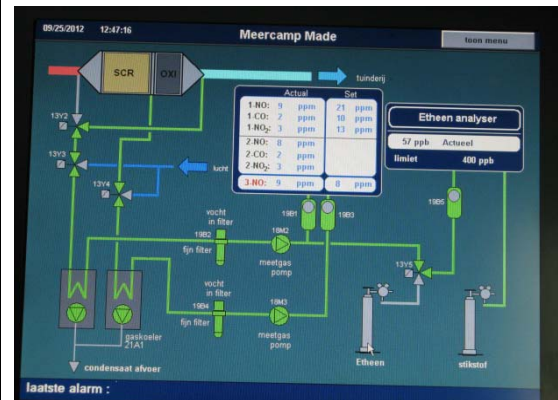 09/25/2012 12:47:16 Meercamp Made toon menu
SCR OXI tuinderij
Actual Set
1-NO: 9 ppm 21 ppm
1-CO: 2 ppm 10 ppm
1-NO₂: 3 ppm 13 ppm
2-NO: 8 ppm
2-CO: 2 ppm
2-NO₂: 3 ppm
3-NO: 9 ppm 8 ppm
Etheen analyser
57 ppb Actueel
limiet 400 ppb
13Y2
13Y3
lucht
13Y4
19B1
19B3
19B5
vocht
in filter
19B2
fijn filter
18M2
meetgas
pomp
13Y5
vocht
in filter
19B4
fijn filter
18M3
meetgas
pomp
gaskoeler
21A1
condensaat afvoer
Etheen
stikstof
laatste alarm :